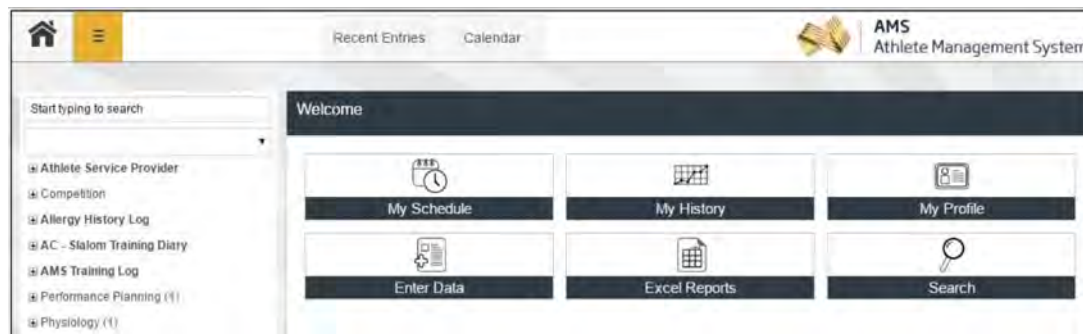 Recent Entries
Calendar
AMS
Athlete Management System
Start typing to search
Welcome
Athlete Service Provider
Competition
Allergy History Log
AC - Slalom Training Diary
AMS Training Log
Performance Planning (1)
Physiology (1)
My Schedule
My History
My Profile
Enter Data
Excel Reports
Search